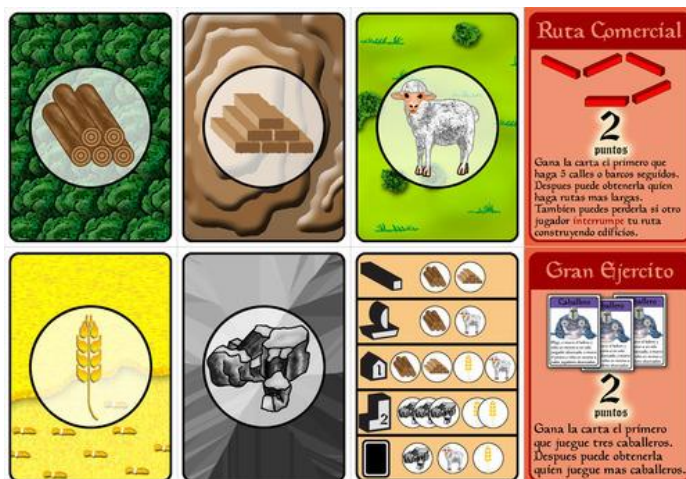 Ruta Comercial
2
puntos
Gana la carta el primero que
haga 5 calles o barcos seguidos.
Despues puede obtenerla quien
haga rutas mas largas.
Tambien puedes perderla si otro
jugador interrumpe tu ruta
construyendo edificios.
1
2
Gran Ejercito
Caballero
2
puntos
Gana la carta el primero
que juegue tres caballeros.
Despues puede obtenerla
quien juegue mas caballeros.